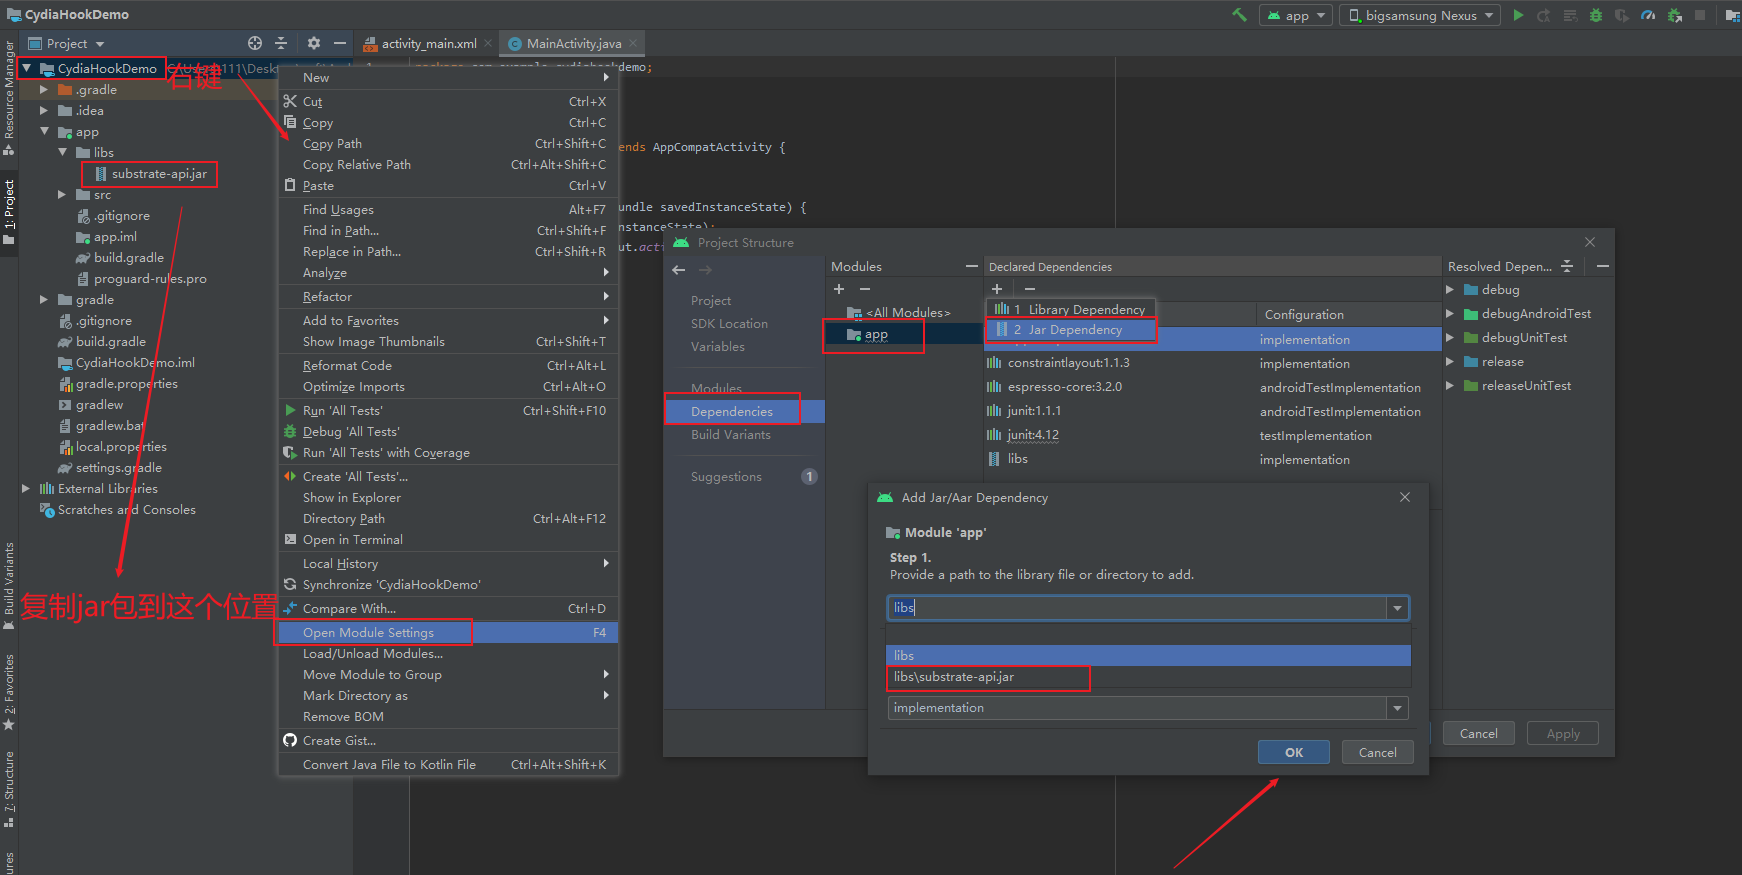 CydiaHookDemo
app
bigsamsung Nexus
Project
activity_main.xml
MainActivity.java
Resource Manager
1: Project
Build Variants
2: Favorites
7: Structure
CydiaHookDemo
右键
.gradle
.idea
app
libs
substrate-api.jar
src
.gitignore
app.iml
build.gradle
proguard-rules.pro
gradle
.gitignore
build.gradle
CydiaHookDemo.iml
gradle.properties
gradlew
gradlew.bat
local.properties
settings.gradle
External Libraries
Scratches and Consoles
复制jar包到这个位置
New
Cut Ctrl+X
Copy Ctrl+C
Copy Path Ctrl+Shift+C
Copy Relative Path Ctrl+Alt+Shift+C
Paste Ctrl+V
Find Usages Alt+F7
Find in Path... Ctrl+Shift+F
Replace in Path... Ctrl+Shift+R
Analyze
Refactor
Add to Favorites
Show Image Thumbnails Ctrl+Shift+T
Reformat Code Ctrl+Alt+L
Optimize Imports Ctrl+Alt+O
Run 'All Tests' Ctrl+Shift+F10
Debug 'All Tests'
Run 'All Tests' with Coverage
Create 'All Tests'...
Show in Explorer
Directory Path Ctrl+Alt+F12
Open in Terminal
Local History
Synchronize 'CydiaHookDemo'
Compare With... Ctrl+D
Open Module Settings F4
Load/Unload Modules...
Move Module to Group
Mark Directory as
Remove BOM
Create Gist...
Convert Java File to Kotlin File Ctrl+Alt+Shift+K
ends AppCompatActivity {
undle savedInstanceState) {
nstanceState);
ut.acti
Project Structure
Project
SDK Location
Variables
Modules
Dependencies
Build Variants
Suggestions 1
Modules
<All Modules>
app
Declared Dependencies
1 Library Dependency
2 Jar Dependency
Configuration
implementation
constraintlayout:1.1.3 implementation
espresso-core:3.2.0 androidTestImplementation
junit:1.1.1 androidTestImplementation
junit:4.12 testImplementation
libs implementation
Resolved Depen...
debug
debugAndroidTest
debugUnitTest
release
releaseUnitTest
Cancel
Apply
Add Jar/Aar Dependency
Module 'app'
Step 1.
Provide a path to the library file or directory to add.
libs
libs
libs\substrate-api.jar
implementation
OK
Cancel